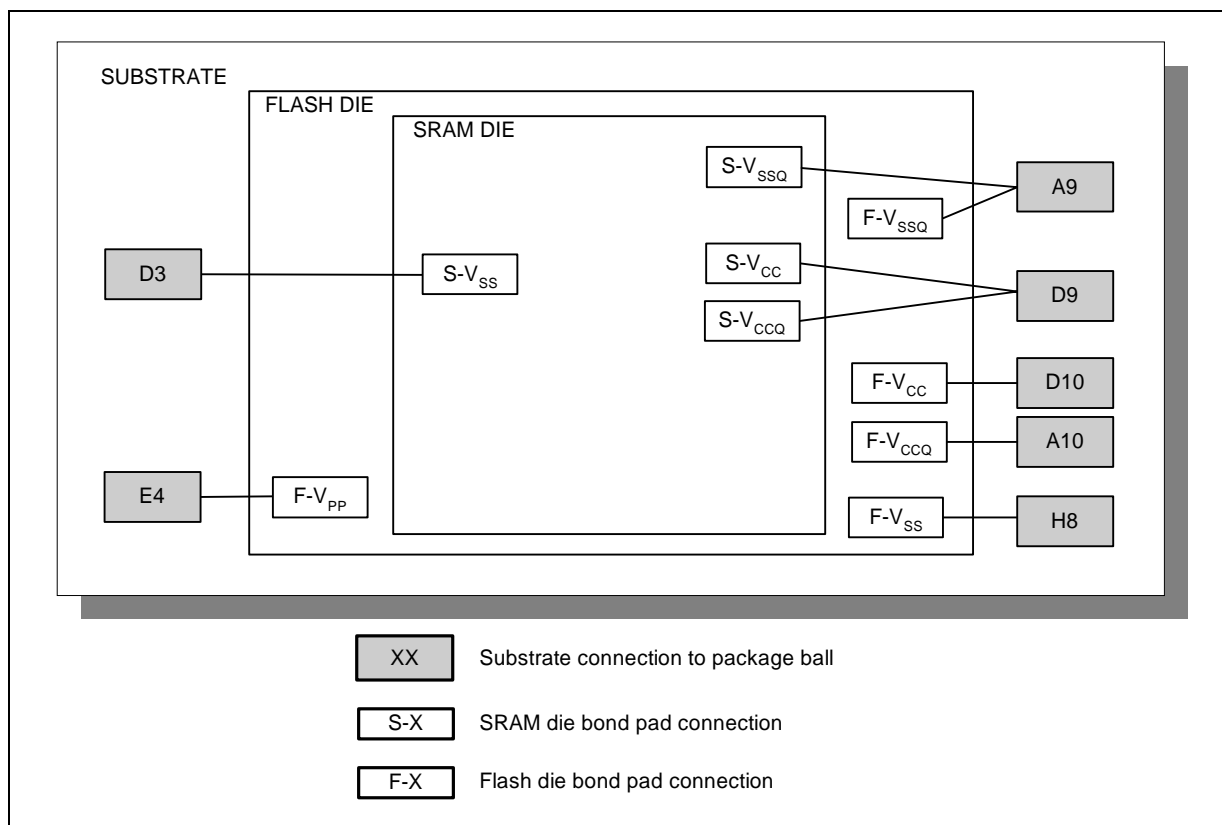 SUBSTRATE
FLASH DIE
SRAM DIE
S-VSSQ
A9
F-VSSQ
D3
S-VSS
S-VCC
D9
S-VCCQ
F-VCC
D10
F-VCCQ
A10
E4
F-VPP
F-VSS
H8
XX
Substrate connection to package ball
S-X
SRAM die bond pad connection
F-X
Flash die bond pad connection